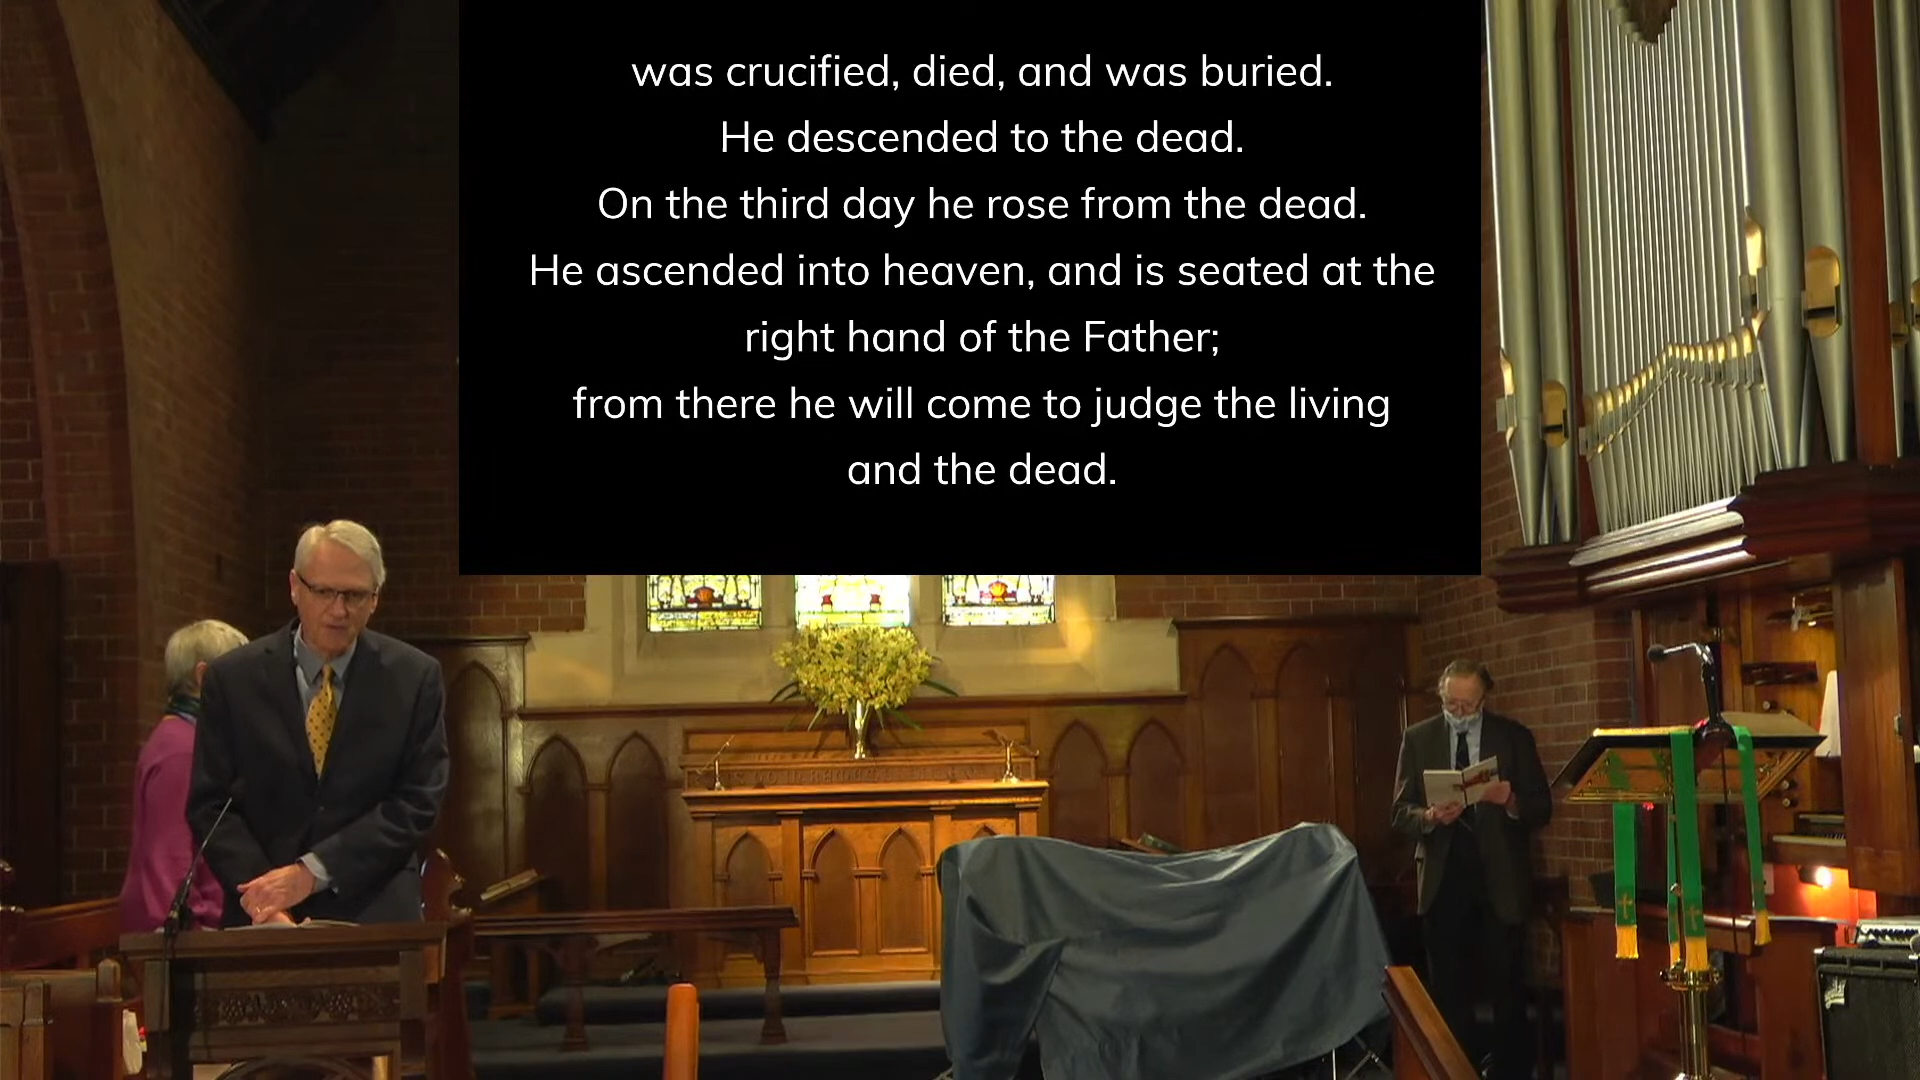 was crucified, died, and was buried.
He descended to the dead.
On the third day he rose from the dead.
He ascended into heaven, and is seated at the
right hand of the Father;
from there he will come to judge the living
and the dead.